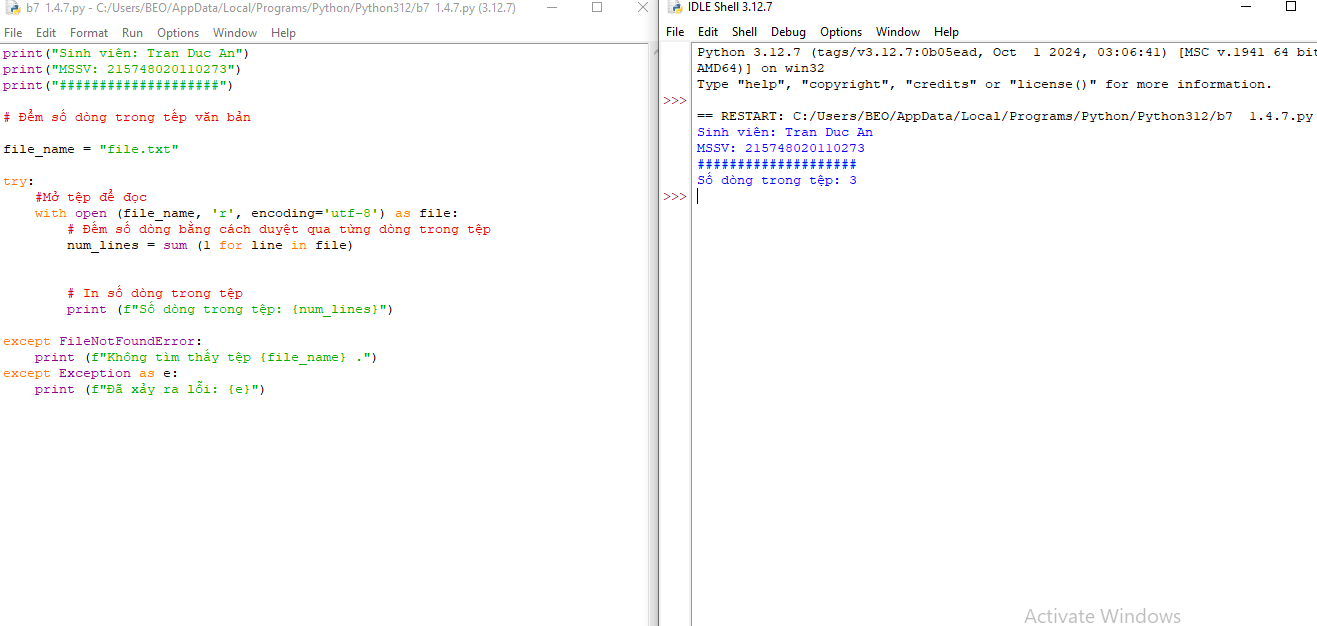 b7  1.4.7.py - C:/Users/BEO/AppData/Local/Programs/Python/Python312/b7  1.4.7.py (3.12.7)
File Edit Format Run Options Window Help
print("Sinh viên: Tran Duc An")
print("MSSV: 215748020110273")
print("####################")
# Đểm số dòng trong tếp văn bản
file_name = "file.txt"
try:
    #Mở tệp để đọc
    with open (file_name, 'r', encoding='utf-8') as file:
        # Đếm số dòng bằng cách duyệt qua từng dòng trong tệp
        num_lines = sum (1 for line in file)
        # In số dòng trong tệp
        print (f"Số dòng trong tệp: {num_lines}")
except FileNotFoundError:
    print (f"Không tìm thấy tệp {file_name} .")
except Exception as e:
    print (f"Đã xảy ra lỗi: {e}")
IDLE Shell 3.12.7
File Edit Shell Debug Options Window Help
Python 3.12.7 (tags/v3.12.7:0b05ead, Oct  1 2024, 03:06:41) [MSC v.1941 64 bit
AMD64)] on win32
Type "help", "copyright", "credits" or "license()" for more information.
>>>
== RESTART: C:/Users/BEO/AppData/Local/Programs/Python/Python312/b7  1.4.7.py
Sinh viên: Tran Duc An
MSSV: 215748020110273
####################
Số dòng trong tệp: 3
>>>
Activate Windows